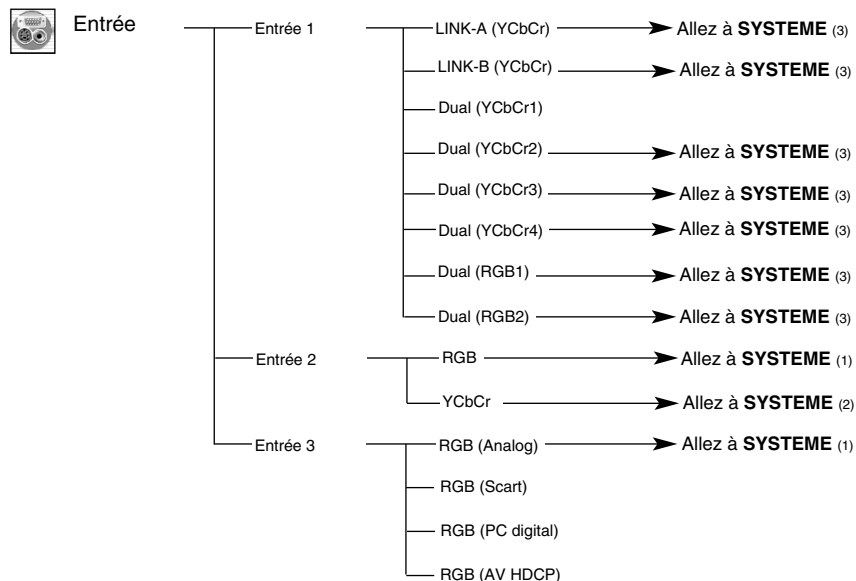 Entrée
Entrée 1
LINK-A (YCbCr) Allez à SYSTEME (3)
LINK-B (YCbCr) Allez à SYSTEME (3)
Dual (YCbCr1)
Dual (YCbCr2) Allez à SYSTEME (3)
Dual (YCbCr3) Allez à SYSTEME (3)
Dual (YCbCr4) Allez à SYSTEME (3)
Dual (RGB1) Allez à SYSTEME (3)
Dual (RGB2) Allez à SYSTEME (3)
Entrée 2
RGB Allez à SYSTEME (1)
YCbCr Allez à SYSTEME (2)
Entrée 3
RGB (Analog) Allez à SYSTEME (1)
RGB (Scart)
RGB (PC digital)
RGB (AV HDCP)